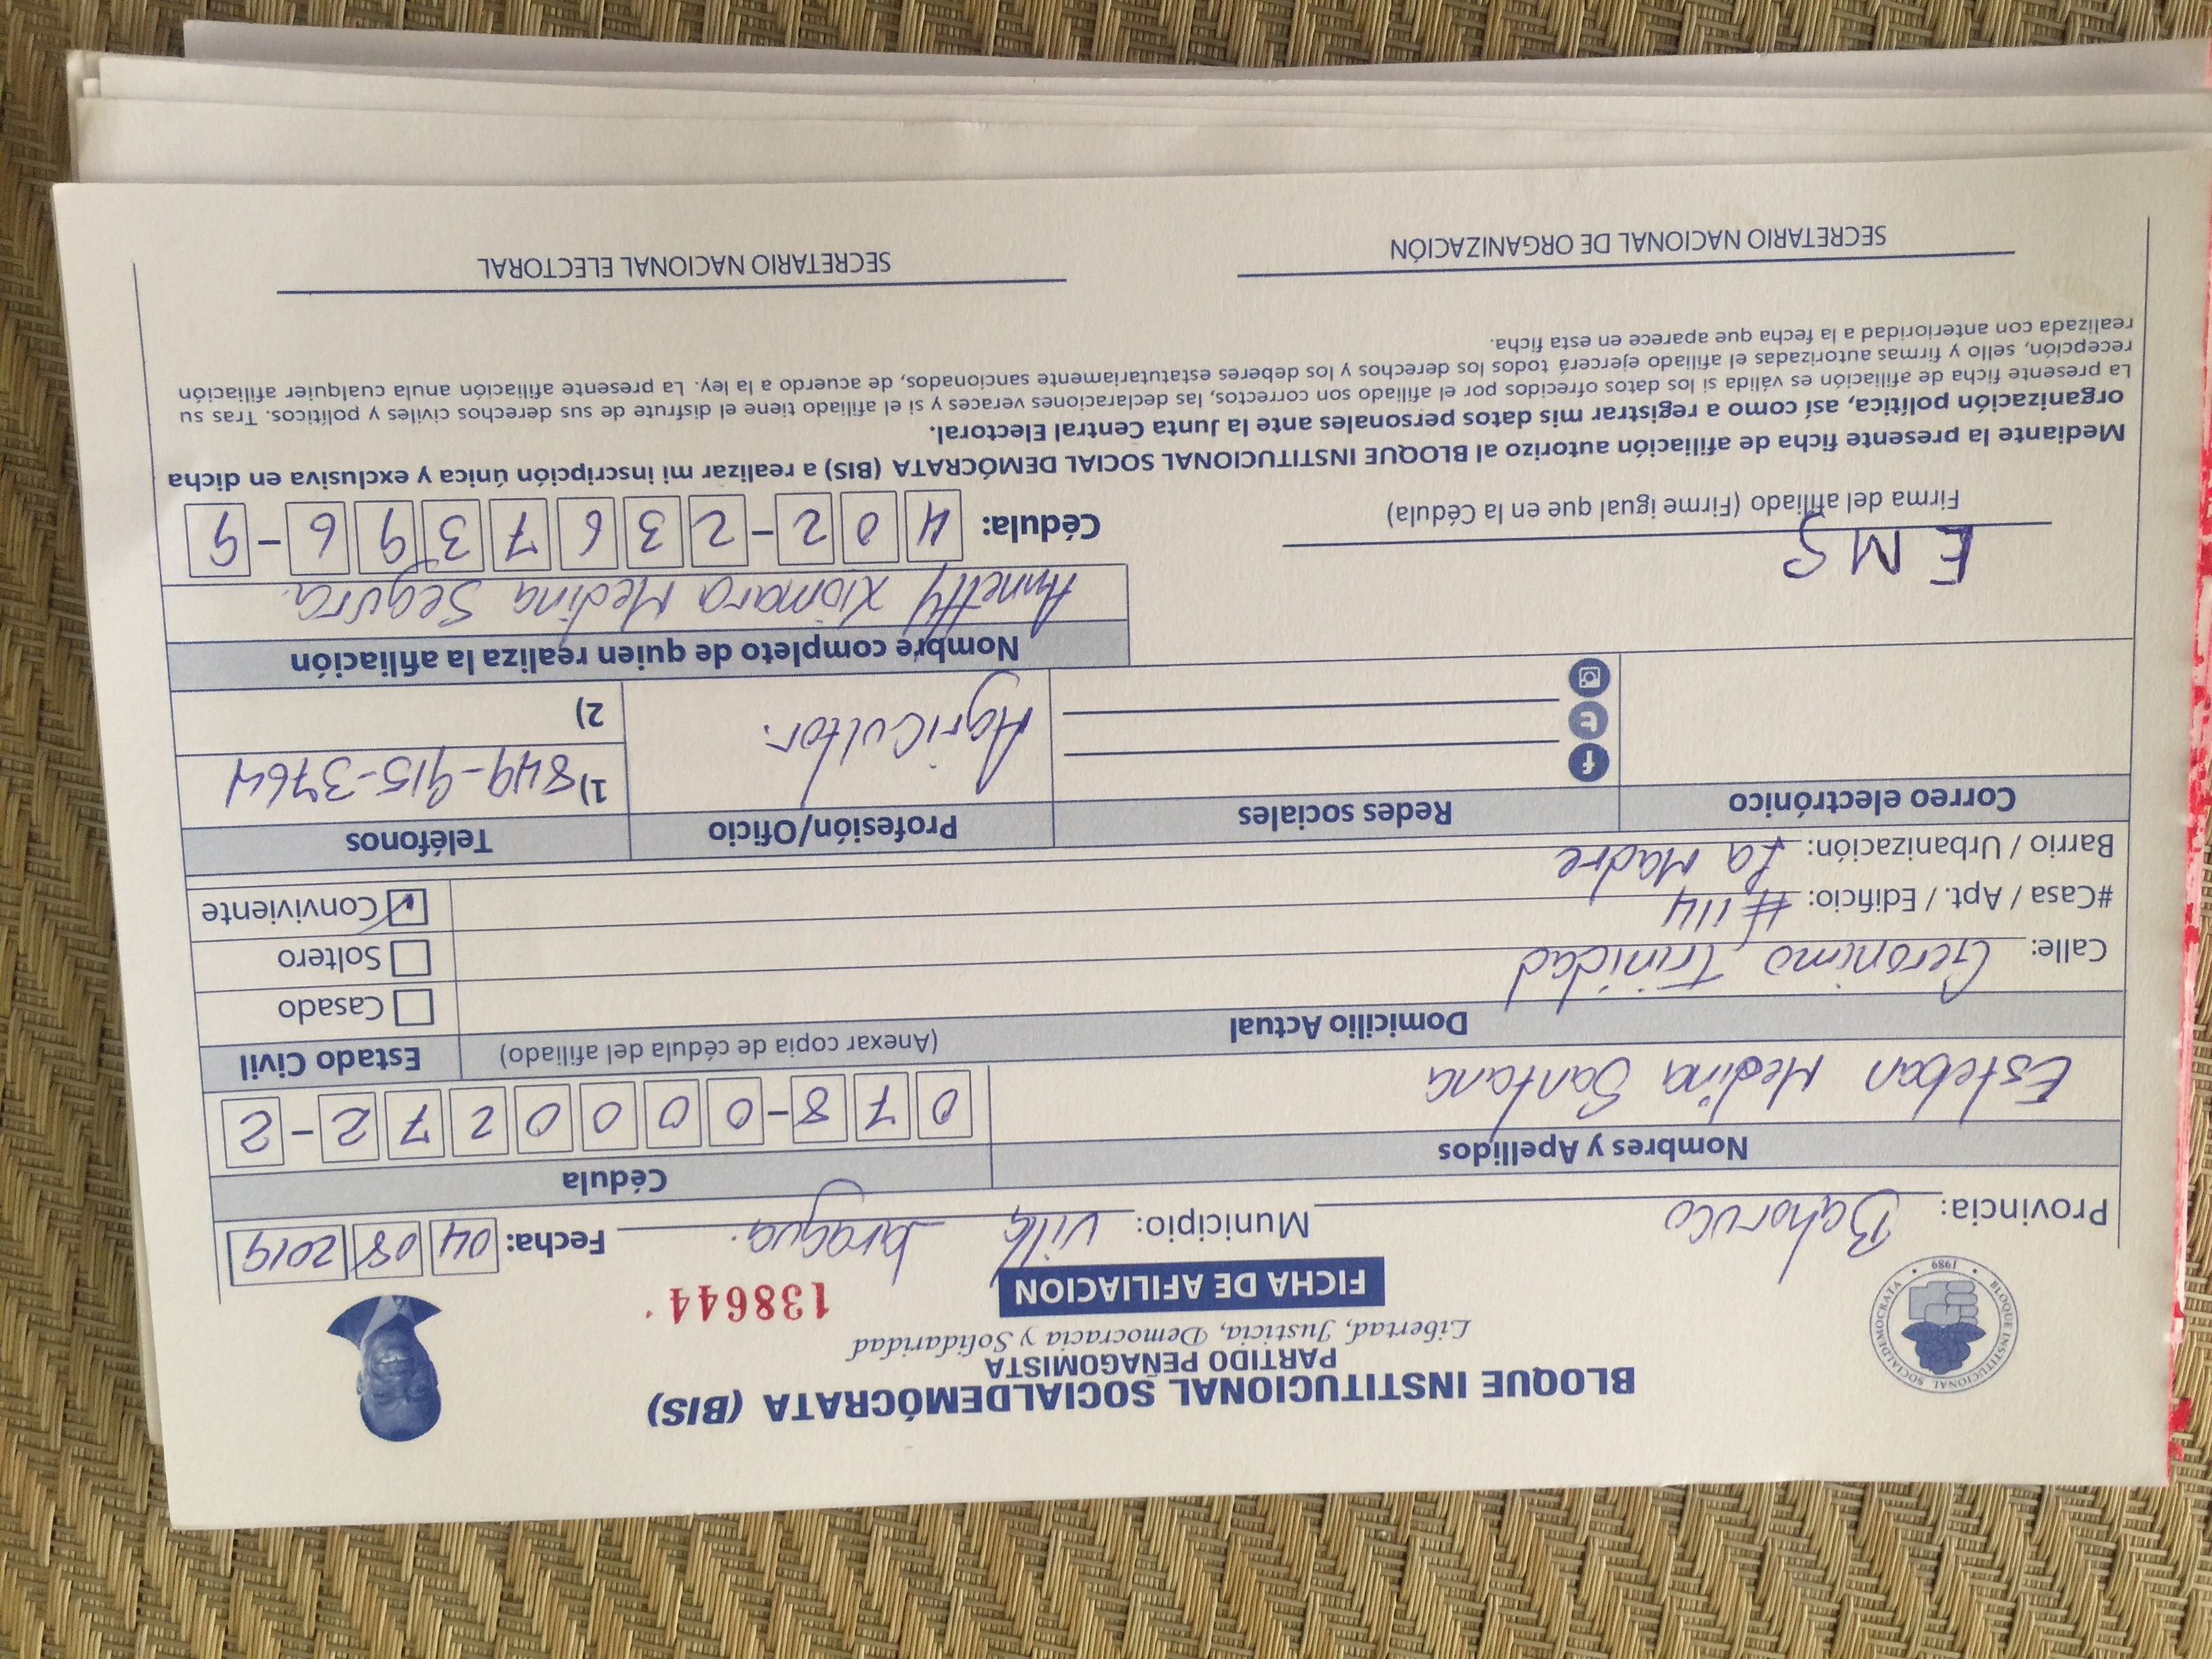 BLOQUE INSTITUCIONAL SOCIALDEMÓCRATA (BIS)
PARTIDO PEÑAGOMISTA
Libertad, Justicia, Democracia y Solidaridad
BLOQUE INSTITUCIONAL SOCIALDEMOCRATA • 1989 •
FICHA DE AFILIACION
138644
Provincia: Bahoruco Municipio: Villa Jaragua. Fecha: 04 08 2019
Nombres y Apellidos Cédula
Esteban Medina Santana 078-0000272-2
Domicilio Actual (Anexar copia de cédula del afiliado) Estado Civil
Calle: Geronimo Trinidad Casado
#Casa / Apt. / Edificio: #114 Soltero
Barrio / Urbanización: La Madre Conviviente
Correo electrónico Redes sociales Profesión/Oficio Teléfonos
Agricultor. 1) 849-915-3764
2)
Nombre completo de quien realiza la afiliación
Annetty Xiomara Medina Segura.
EMS
Firma del afiliado (Firme igual que en la Cédula) Cédula: 402-2367396-9
Mediante la presente ficha de afiliación autorizo al BLOQUE INSTITUCIONAL SOCIAL DEMÓCRATA (BIS) a realizar mi inscripción única y exclusiva en dicha
organización política, así como a registrar mis datos personales ante la Junta Central Electoral.
La presente ficha de afiliación es válida si los datos ofrecidos por el afiliado son correctos, las declaraciones veraces y si el afiliado tiene el disfrute de sus derechos civiles y políticos. Tras su
recepción, sello y firmas autorizadas el afiliado ejercerá todos los derechos y los deberes estatutariamente sancionados, de acuerdo a la ley. La presente afiliación anula cualquier afiliación
realizada con anterioridad a la fecha que aparece en esta ficha.
SECRETARIO NACIONAL DE ORGANIZACIÓN SECRETARIO NACIONAL ELECTORAL